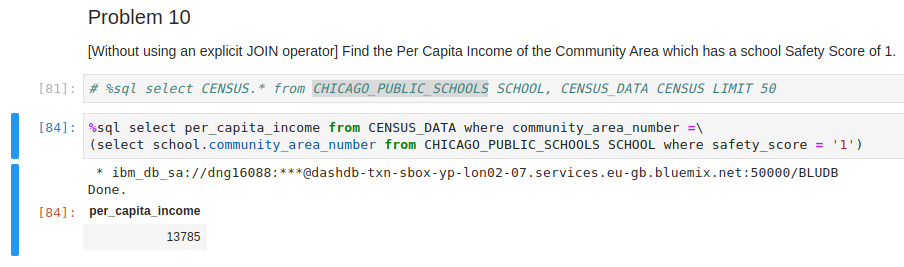 Problem 10
[Without using an explicit JOIN operator] Find the Per Capita Income of the Community Area which has a school Safety Score of 1.
[81]: # %sql select CENSUS.* from CHICAGO_PUBLIC_SCHOOLS SCHOOL, CENSUS_DATA CENSUS LIMIT 50
[84]: %sql select per_capita_income from CENSUS_DATA where community_area_number =\
(select school.community_area_number from CHICAGO_PUBLIC_SCHOOLS SCHOOL where safety_score = '1')
* ibm_db_sa://dng16088:***@dashdb-txn-sbox-yp-lon02-07.services.eu-gb.bluemix.net:50000/BLUDB
Done.
[84]: per_capita_income
13785